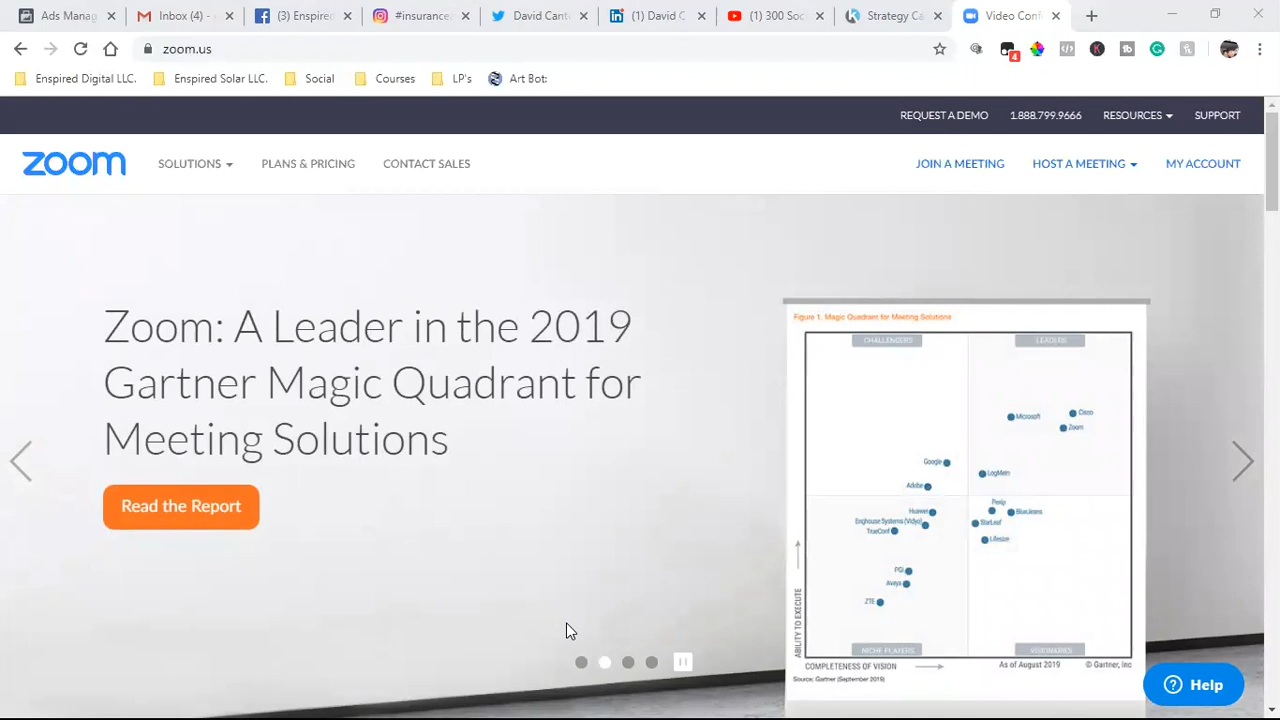 Ads Manag
Inbox (4) -
(3) Enspire
#insurance
David Cant
(1) David C
(1) 300 Soc
Strategy Ca
Video Conf
zoom.us
4
Enspired Digital LLC.
Enspired Solar LLC.
Social
Courses
LP's
Art Bot:
REQUEST A DEMO
1.888.799.9666
RESOURCES
SUPPORT
zoom
SOLUTIONS
PLANS & PRICING
CONTACT SALES
JOIN A MEETING
HOST A MEETING
MY ACCOUNT
Zoom: A Leader in the 2019
Gartner Magic Quadrant for
Meeting Solutions
Read the Report
Figure 1. Magic Quadrant for Meeting Solutions
CHALLENGERS
LEADERS
Microsoft
Cisco
Zoom
Google
LogMeIn
Adobe
Pexip
Huawei
BlueJeans
Enghouse Systems (Vidyo)
StarLeaf
TrueConf
Lifesize
PGi
Avaya
ZTE
ABILITY TO EXECUTE
NICHE PLAYERS
VISIONARIES
COMPLETENESS OF VISION
As of August 2019
© Gartner, Inc
Source: Gartner (September 2019)
Help